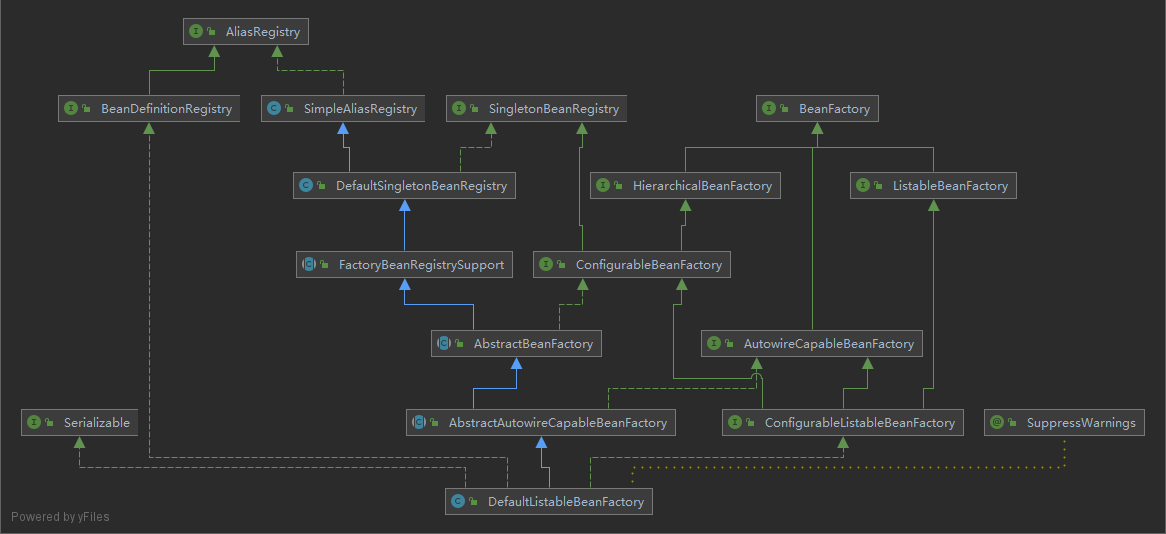 AliasRegistry
BeanDefinitionRegistry
SimpleAliasRegistry
SingletonBeanRegistry
BeanFactory
DefaultSingletonBeanRegistry
HierarchicalBeanFactory
ListableBeanFactory
FactoryBeanRegistrySupport
ConfigurableBeanFactory
AbstractBeanFactory
AutowireCapableBeanFactory
Serializable
AbstractAutowireCapableBeanFactory
ConfigurableListableBeanFactory
SuppressWarnings
DefaultListableBeanFactory
Powered by yFiles